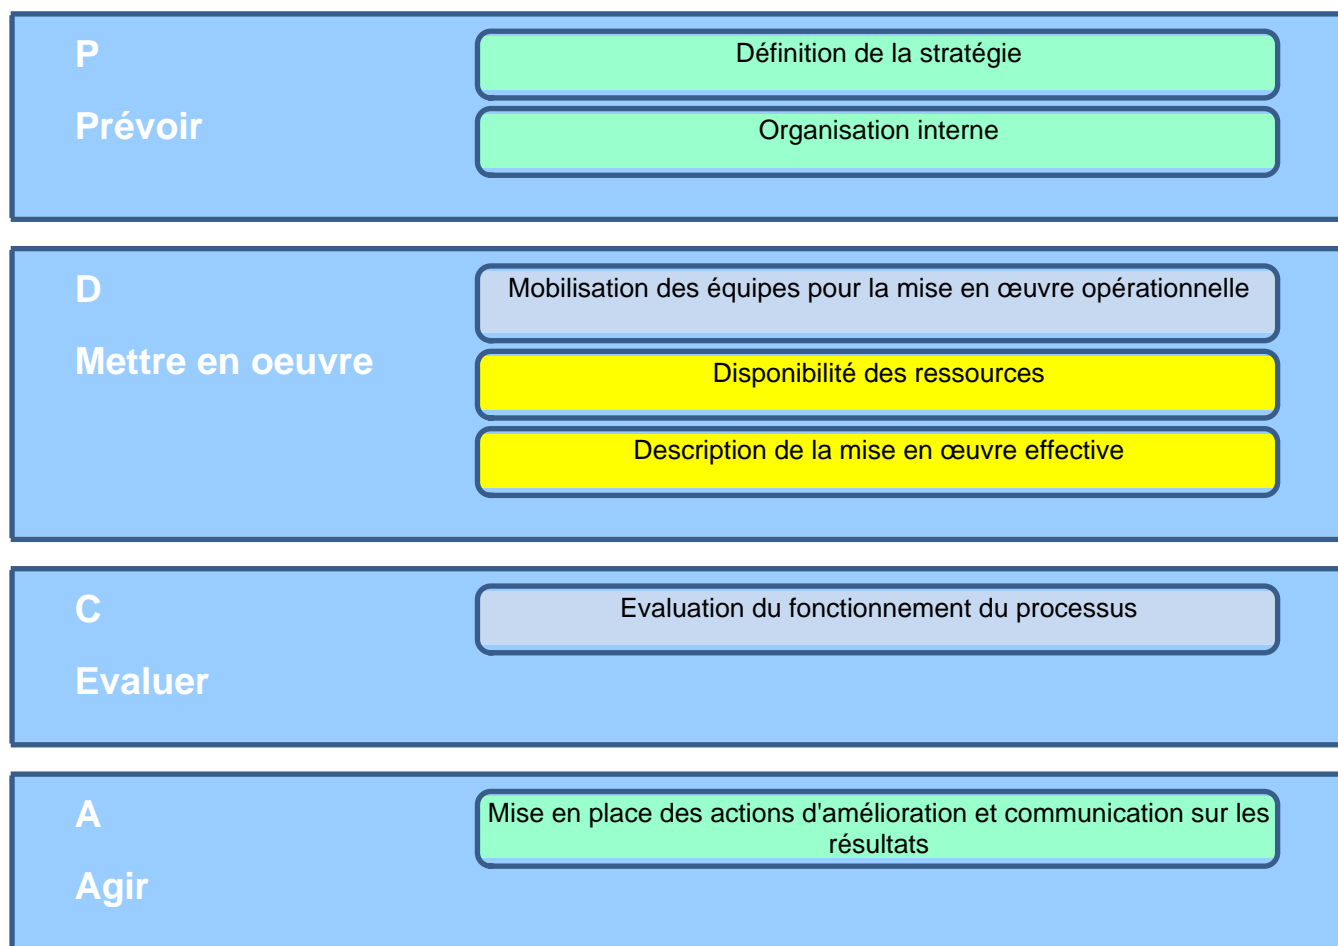 P
Prévoir
Définition de la stratégie
Organisation interne
D
Mettre en oeuvre
Mobilisation des équipes pour la mise en œuvre opérationnelle
Disponibilité des ressources
Description de la mise en œuvre effective
C
Evaluer
Evaluation du fonctionnement du processus
A
Agir
Mise en place des actions d'amélioration et communication sur les
résultats